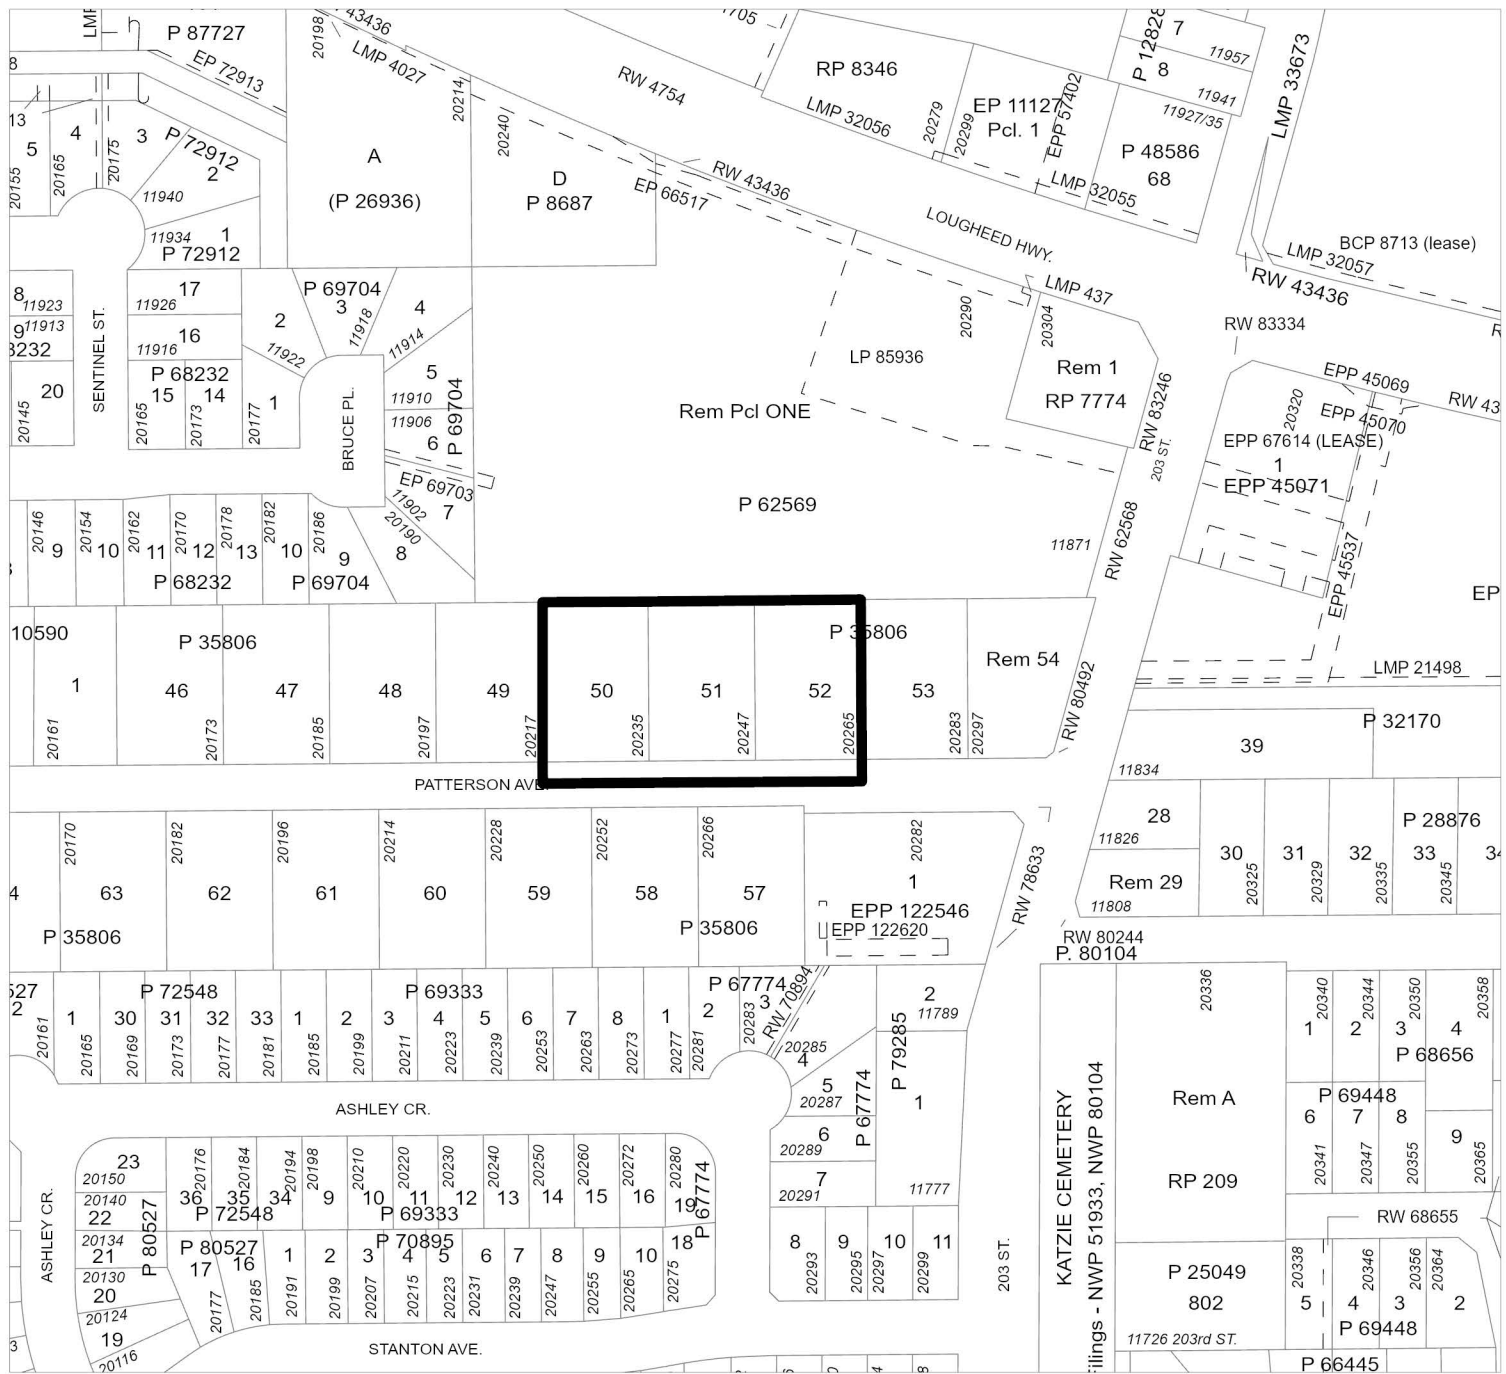 P 87727
EP 72913
20198
43436
LMP 4027
RW 4754
20214
20240
RP 8346
LMP 32056
20279
20299
EP 11127
Pcl. 1
EPP 57402
P 12828
7
11957
8
11941
11927/35
P 48586
68
LMP 32055
LMP 33673
5
4
3
P 72912
2
20155
20165
20175
11940
11934
1
P 72912
A
(P 26936)
D
P 8687
EP 66517
RW 43436
LOUGHEED HWY.
BCP 8713 (lease)
LMP 32057
RW 43436
LMP 437
RW 83334
8
11923
9
11913
20
20145
SENTINEL ST.
17
11926
16
11916
P 68232
15
14
20165
20173
20177
1
2
11922
P 69704
3
11918
4
11914
5
11910
11906
6
P 69704
BRUCE PL.
EP 69703
11902
7
20190
8
20290
20304
LP 85936
Rem 1
RP 7774
Rem Pcl ONE
P 62569
RW 83246
203 ST.
11871
RW 62568
EPP 45069
20320
EPP 45070
EPP 67614 (LEASE)
1
EPP 45071
EPP 45537
20146
9
20154
10
20162
11
20170
12
20178
13
20182
10
20186
9
P 68232
P 69704
10590
1
20161
P 35806
46
20173
47
20185
48
20197
49
20217
50
20235
51
20247
52
20265
P 35806
53
20283
20297
Rem 54
RW 80492
LMP 21498
P 32170
39
11834
PATTERSON AVE.
20170
63
20182
62
20196
61
20214
60
20228
59
20252
58
20266
57
P 35806
P 35806
20282
1
EPP 122546
EPP 122620
RW 78633
28
11826
Rem 29
11808
30
20325
31
20329
32
20335
33
20345
P 28876
RW 80244
P. 80104
2
20161
P 72548
1
20165
30
20169
31
20173
32
20177
33
20181
P 69333
1
20185
2
20199
3
20211
4
20223
5
20239
6
20253
7
20263
8
20273
1
20277
2
20281
P 67774
3
20283
RW 70894
20285
4
5
20287
P 67774
6
20289
7
20291
2
11789
P 79285
1
11777
ASHLEY CR.
20336
Rem A
RP 209
KATZIE CEMETERY
Filings - NWP 51933, NWP 80104
20340
1
20344
2
20350
3
20358
4
P 68656
P 69448
6
20341
7
20347
8
20355
9
20365
RW 68655
ASHLEY CR.
23
20150
20140
22
20134
21
20130
20
20124
19
20116
P 80527
20176
36
20184
35
20194
34
P 72548
20198
9
20210
10
20220
11
20230
12
20240
13
20250
14
20260
15
20272
16
20280
19
P 67774
P 69333
P 80527
17
20177
16
20185
P 70895
1
20191
2
20199
3
20207
4
20215
5
20223
6
20231
7
20239
8
20247
9
20255
10
20265
18
20275
STANTON AVE.
8
20293
9
20295
10
20297
11
20299
203 ST.
P 25049
802
11726 203rd ST.
20338
5
20346
4
20356
3
20364
2
P 69448
P 66445